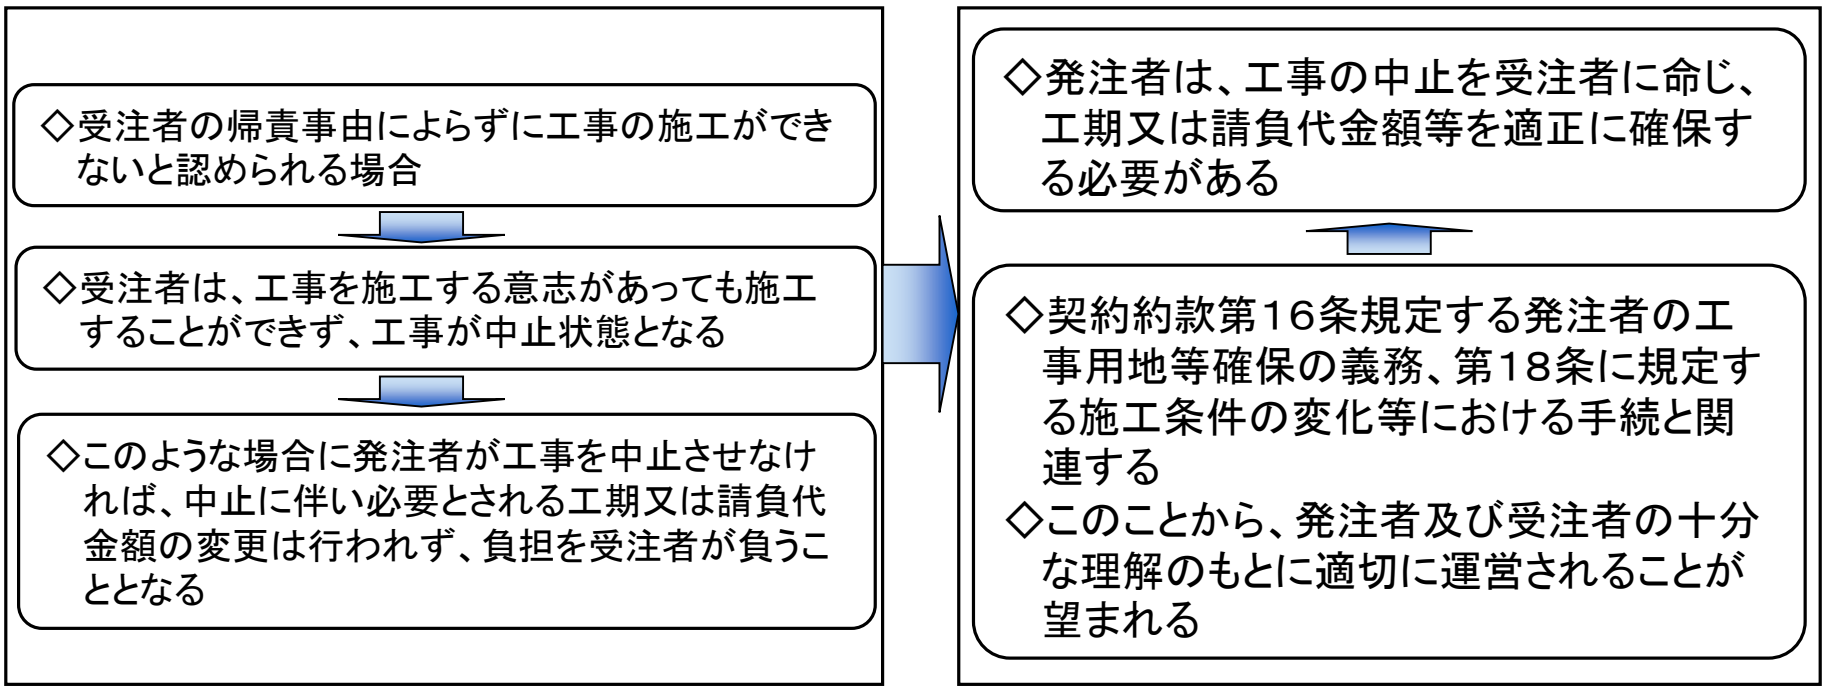 ◇受注者の帰責事由によらずに工事の施工ができ
ないと認められる場合
◇受注者は、工事を施工する意志があっても施工
することができず、工事が中止状態となる
◇このような場合に発注者が工事を中止させなけ
れば、中止に伴い必要とされる工期又は請負代
金額の変更は行われず、負担を受注者が負うこ
ととなる
◇発注者は、工事の中止を受注者に命じ、
工期又は請負代金額等を適正に確保す
る必要がある
◇契約約款第16条規定する発注者の工
事用地等確保の義務、第18条に規定す
る施工条件の変化等における手続と関
連する
◇このことから、発注者及び受注者の十分
な理解のもとに適切に運営されることが
望まれる